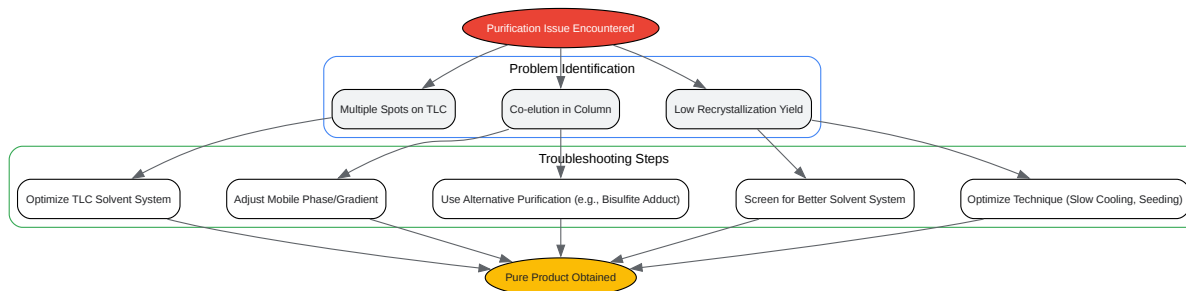 Purification Issue Encountered
Problem Identification
Multiple Spots on TLC
Co-elution in Column
Low Recrystallization Yield
Troubleshooting Steps
Optimize TLC Solvent System
Adjust Mobile Phase/Gradient
Use Alternative Purification (e.g., Bisulfite Adduct)
Screen for Better Solvent System
Optimize Technique (Slow Cooling, Seeding)
Pure Product Obtained